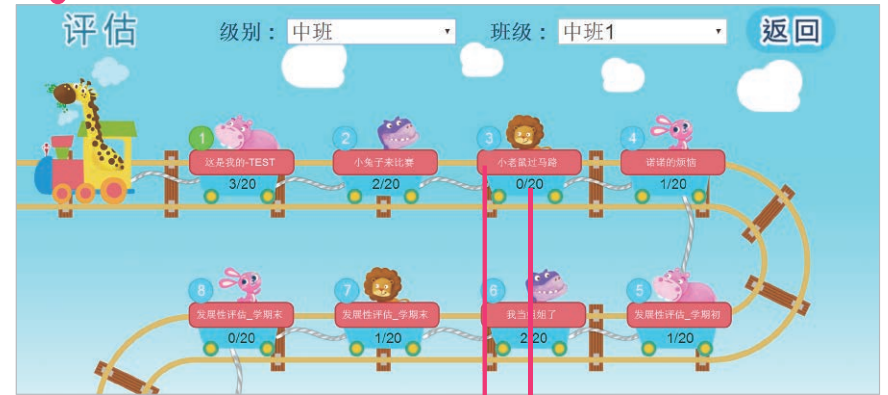 评估
级别：
中班
班级：
中班1
返回
1
这是我的-TEST
3/20
2
小兔子来比赛
2/20
3
小老鼠过马路
0/20
4
诺诺的烦恼
1/20
5
发展性评估_学期初
1/20
6
2/20
7
发展性评估_学期末
1/20
8
发展性评估_学期末
0/20